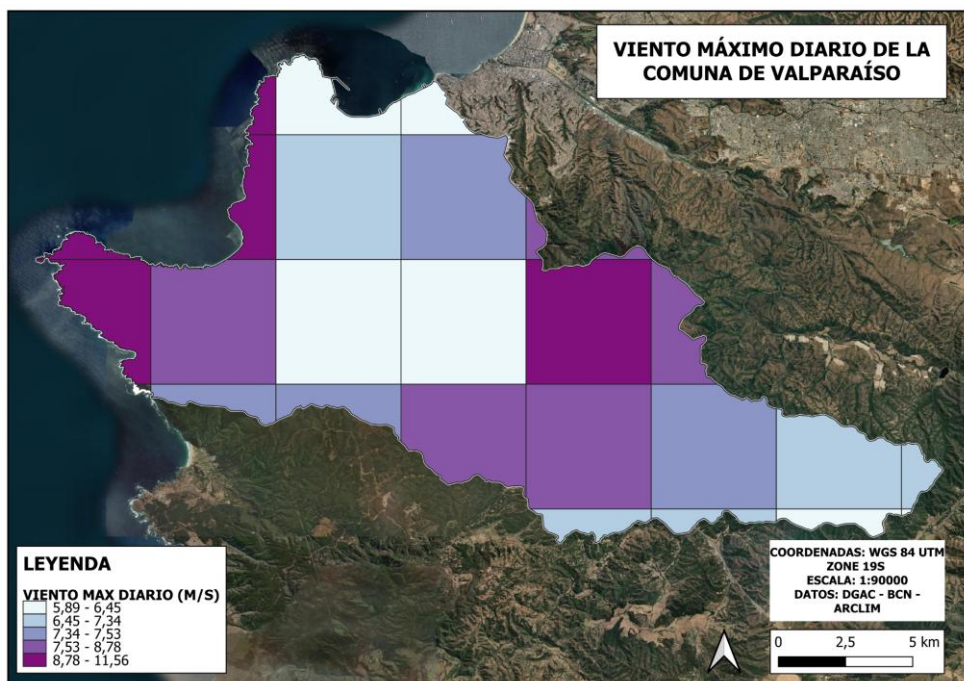 VIENTO MÁXIMO DIARIO DE LA
COMUNA DE VALPARAÍSO
LEYENDA
VIENTO MAX DIARIO (M/S)
5,89 - 6,45
6,45 - 7,34
7,34 - 7,53
7,53 - 8,78
8,78 - 11,56
COORDENADAS: WGS 84 UTM
ZONE 19S
ESCALA: 1:90000
DATOS: DGAC - BCN -
ARCLIM
0 2,5 5 km